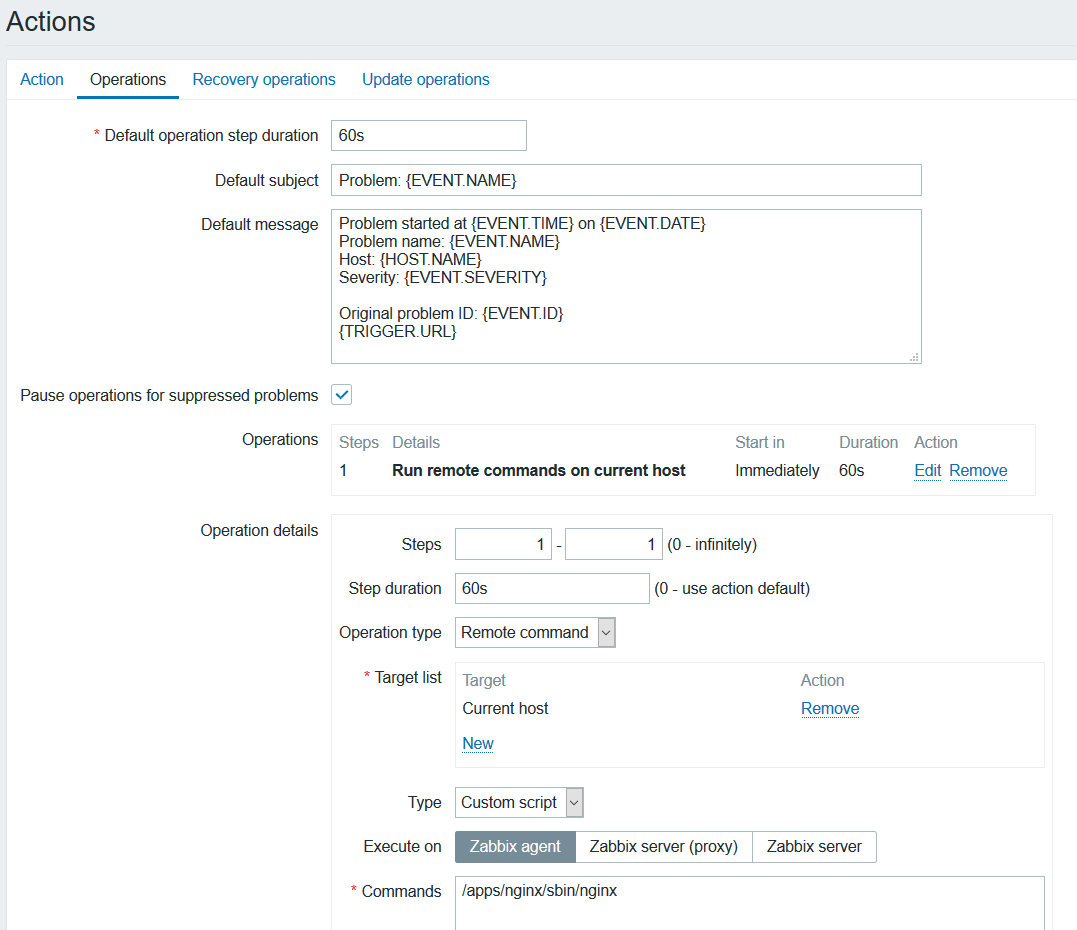 Actions
Action Operations Recovery operations Update operations
* Default operation step duration 60s
Default subject Problem: {EVENT.NAME}
Default message Problem started at {EVENT.TIME} on {EVENT.DATE}
Problem name: {EVENT.NAME}
Host: {HOST.NAME}
Severity: {EVENT.SEVERITY}
Original problem ID: {EVENT.ID}
{TRIGGER.URL}
Pause operations for suppressed problems
Operations Steps Details Start in Duration Action
1 Run remote commands on current host Immediately 60s Edit Remove
Operation details
Steps 1 - 1 (0 - infinitely)
Step duration 60s (0 - use action default)
Operation type Remote command
* Target list Target Action
Current host Remove
New
Type Custom script
Execute on Zabbix agent Zabbix server (proxy) Zabbix server
* Commands /apps/nginx/sbin/nginx